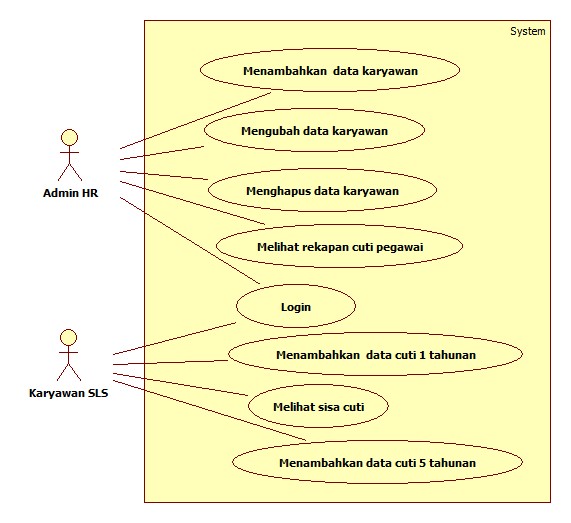 System
Menambahkan data karyawan
Mengubah data karyawan
Admin HR
Menghapus data karyawan
Melihat rekapan cuti pegawai
Login
Menambahkan data cuti 1 tahunan
Karyawan SLS
Melihat sisa cuti
Menambahkan data cuti 5 tahunan